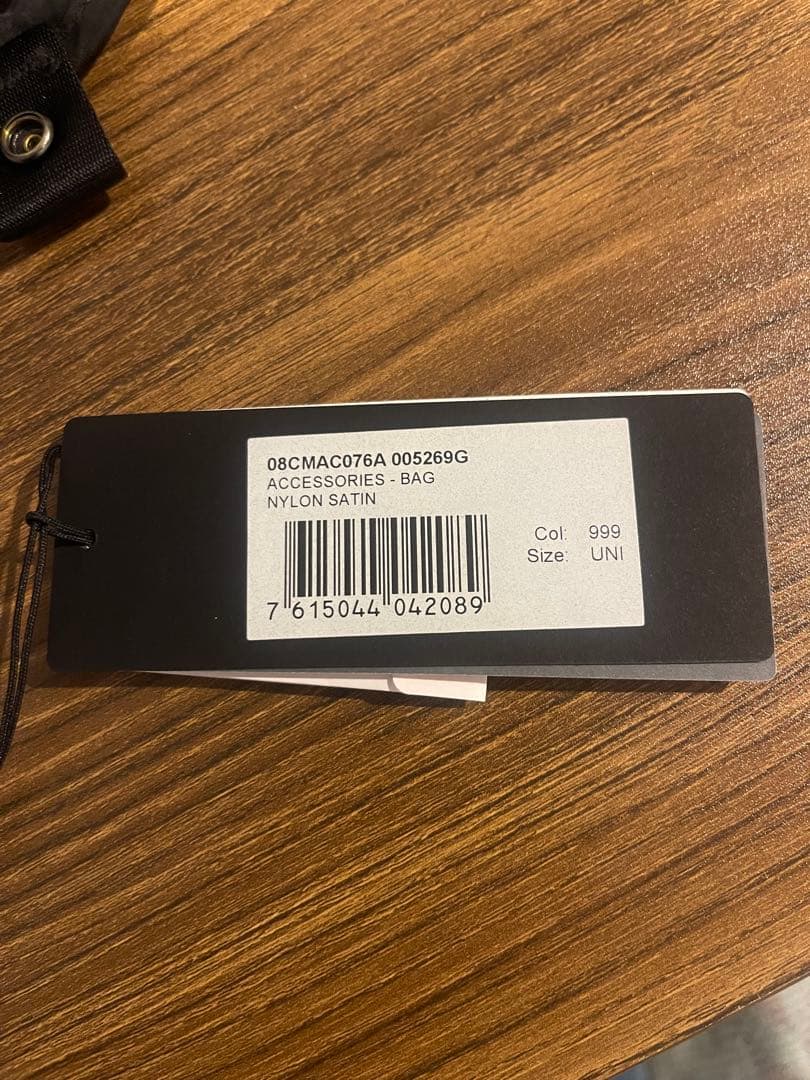 08CMAC076A 005269G
ACCESSORIES - BAG
NYLON SATIN
Col: 999
Size: UNI
7 615044 042089